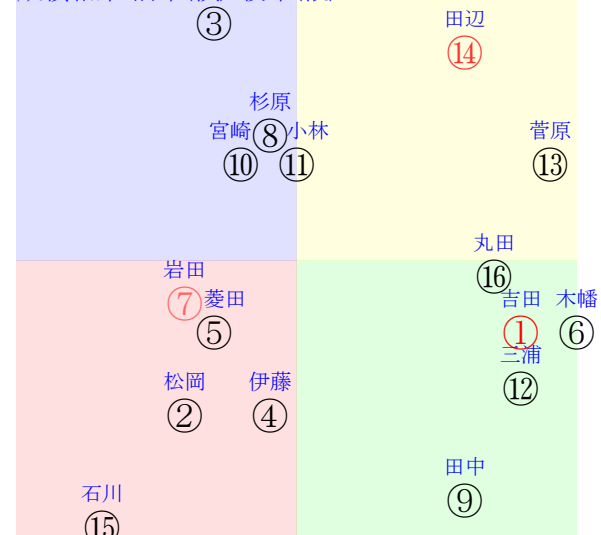 ③
田辺
⑭
杉原
宮崎 ⑧ 小林
菅原
⑩
⑪
⑬
丸田
岩田
⑯
⑦ 菱田
吉田
木幡
⑤
①
⑥
三浦
松岡
伊藤
⑫
②
④
田中
石川
⑨
⑮